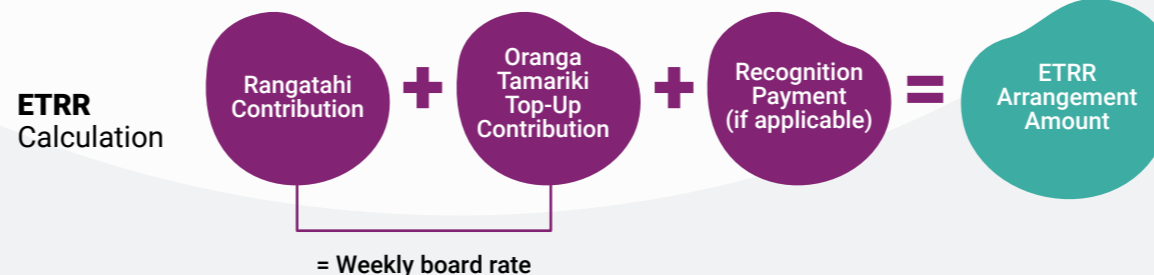 ETRR
Calculation
Rangatahi
Contribution
+
Oranga
Tamariki
Top-Up
Contribution
+
Recognition
Payment
(if applicable)
=
ETRR
Arrangement
Amount
= Weekly board rate